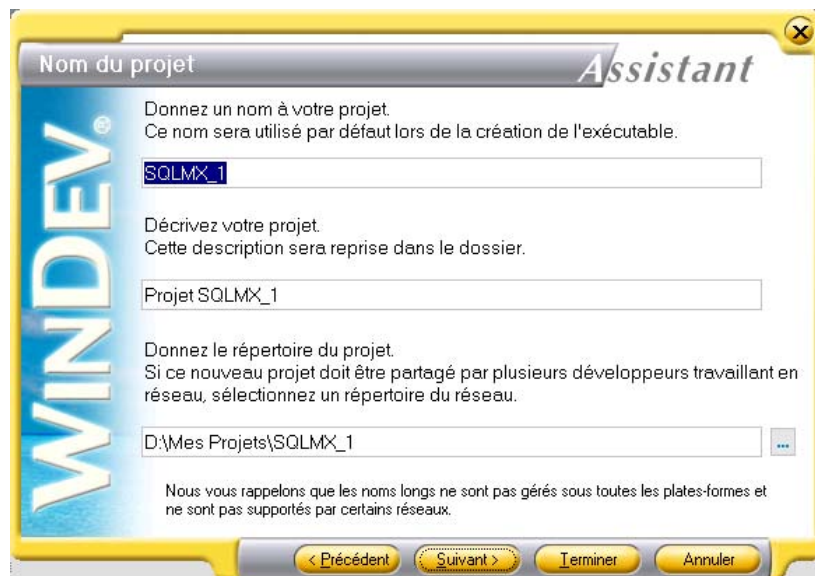 Nom du projet
Assistant
WINDEV®
Donnez un nom à votre projet.
Ce nom sera utilisé par défaut lors de la création de l'exécutable.
SQLMX_1
Décrivez votre projet.
Cette description sera reprise dans le dossier.
Projet SQLMX_1
Donnez le répertoire du projet.
Si ce nouveau projet doit être partagé par plusieurs développeurs travaillant en
réseau, sélectionnez un répertoire du réseau.
D:\Mes Projets\SQLMX_1
...
Nous vous rappelons que les noms longs ne sont pas gérés sous toutes les plates-formes et
ne sont pas supportés par certains réseaux.
< Précédent Suivant > Terminer Annuler